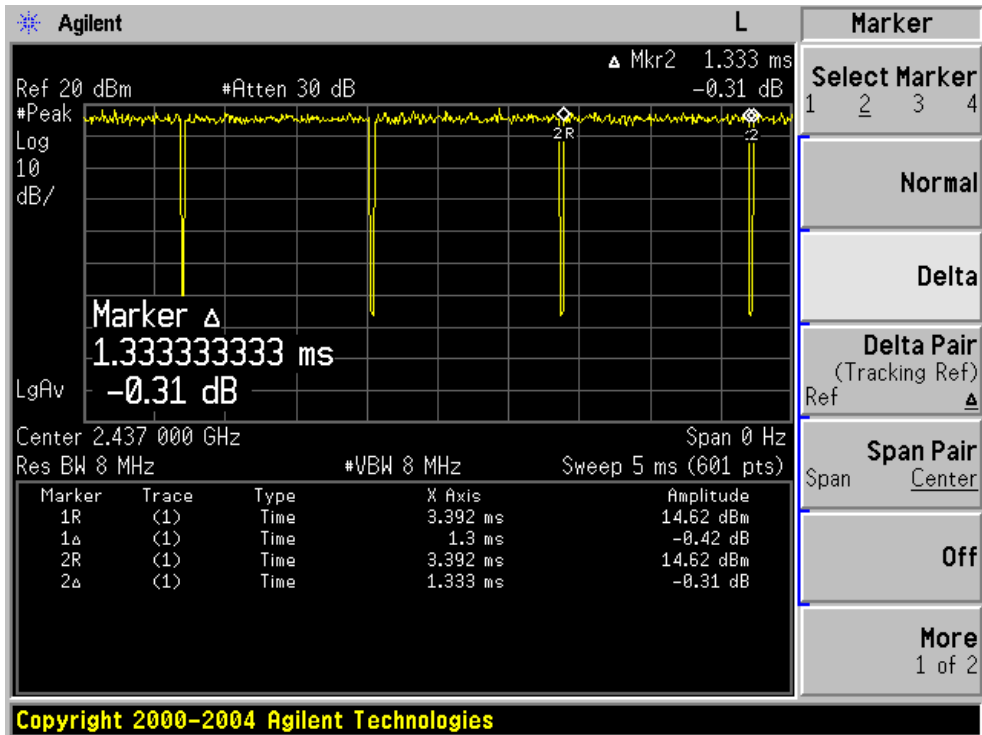 Agilent L
Δ Mkr2 1.333 ms
Ref 20 dBm #Atten 30 dB -0.31 dB
#Peak
Log
10
dB/
2R
2
Marker Δ
1.333333333 ms
-0.31 dB
LgAv
Center 2.437 000 GHz Span 0 Hz
Res BW 8 MHz #VBW 8 MHz Sweep 5 ms (601 pts)
Marker Trace Type X Axis Amplitude
1R (1) Time 3.392 ms 14.62 dBm
1Δ (1) Time 1.3 ms -0.42 dB
2R (1) Time 3.392 ms 14.62 dBm
2Δ (1) Time 1.333 ms -0.31 dB
Marker
Select Marker
1 2 3 4
Normal
Delta
Delta Pair
(Tracking Ref)
Ref Δ
Span Pair
Span Center
Off
More
1 of 2
Copyright 2000-2004 Agilent Technologies